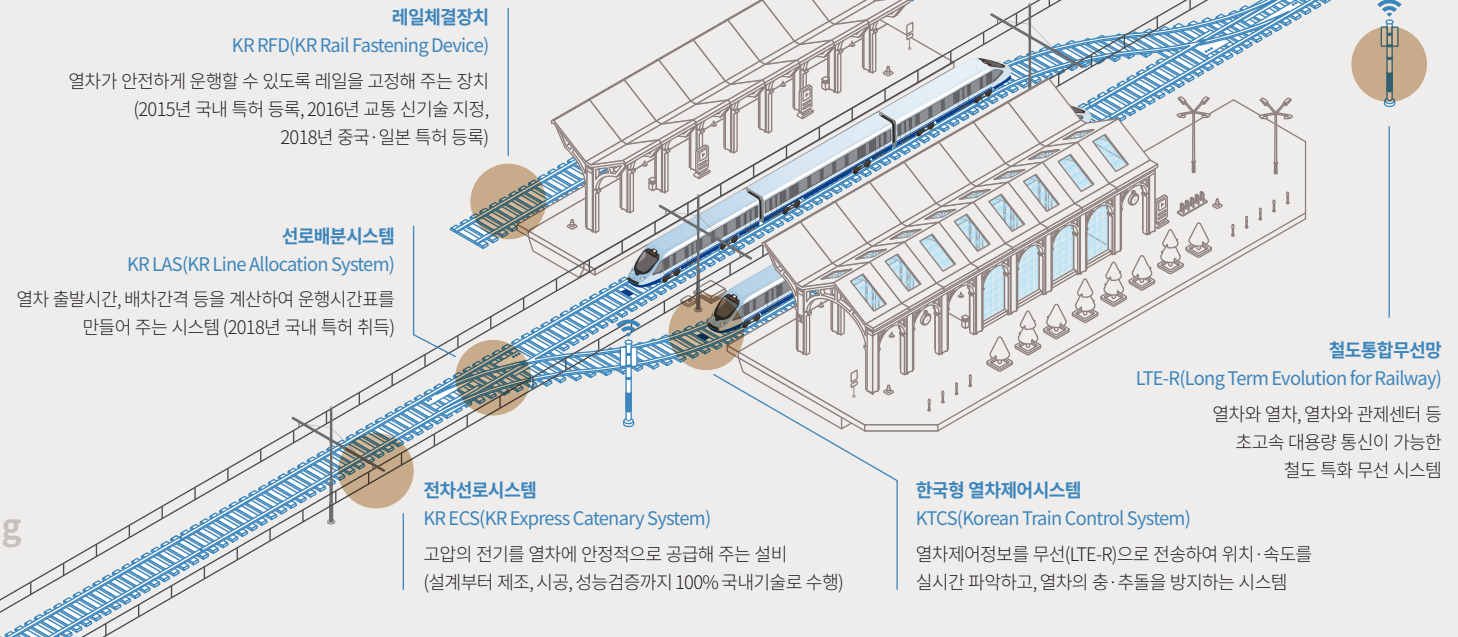 레일체결장치
KR RFD(KR Rail Fastening Device)
열차가 안전하게 운행할 수 있도록 레일을 고정해 주는 장치
(2015년 국내 특허 등록, 2016년 교통 신기술 지정,
2018년 중국·일본 특허 등록)
선로배분시스템
KR LAS(KR Line Allocation System)
열차 출발시간, 배차간격 등을 계산하여 운행시간표를
만들어 주는 시스템 (2018년 국내 특허 취득)
철도통합무선망
LTE-R(Long Term Evolution for Railway)
열차와 열차, 열차와 관제센터 등
초고속 대용량 통신이 가능한
철도 특화 무선 시스템
g
전차선로시스템
KR ECS(KR Express Catenary System)
고압의 전기를 열차에 안정적으로 공급해 주는 설비
(설계부터 제조, 시공, 성능검증까지 100% 국내기술로 수행)
한국형 열차제어시스템
KTCS(Korean Train Control System)
열차제어정보를 무선(LTE-R)으로 전송하여 위치·속도를
실시간 파악하고, 열차의 충·추돌을 방지하는 시스템